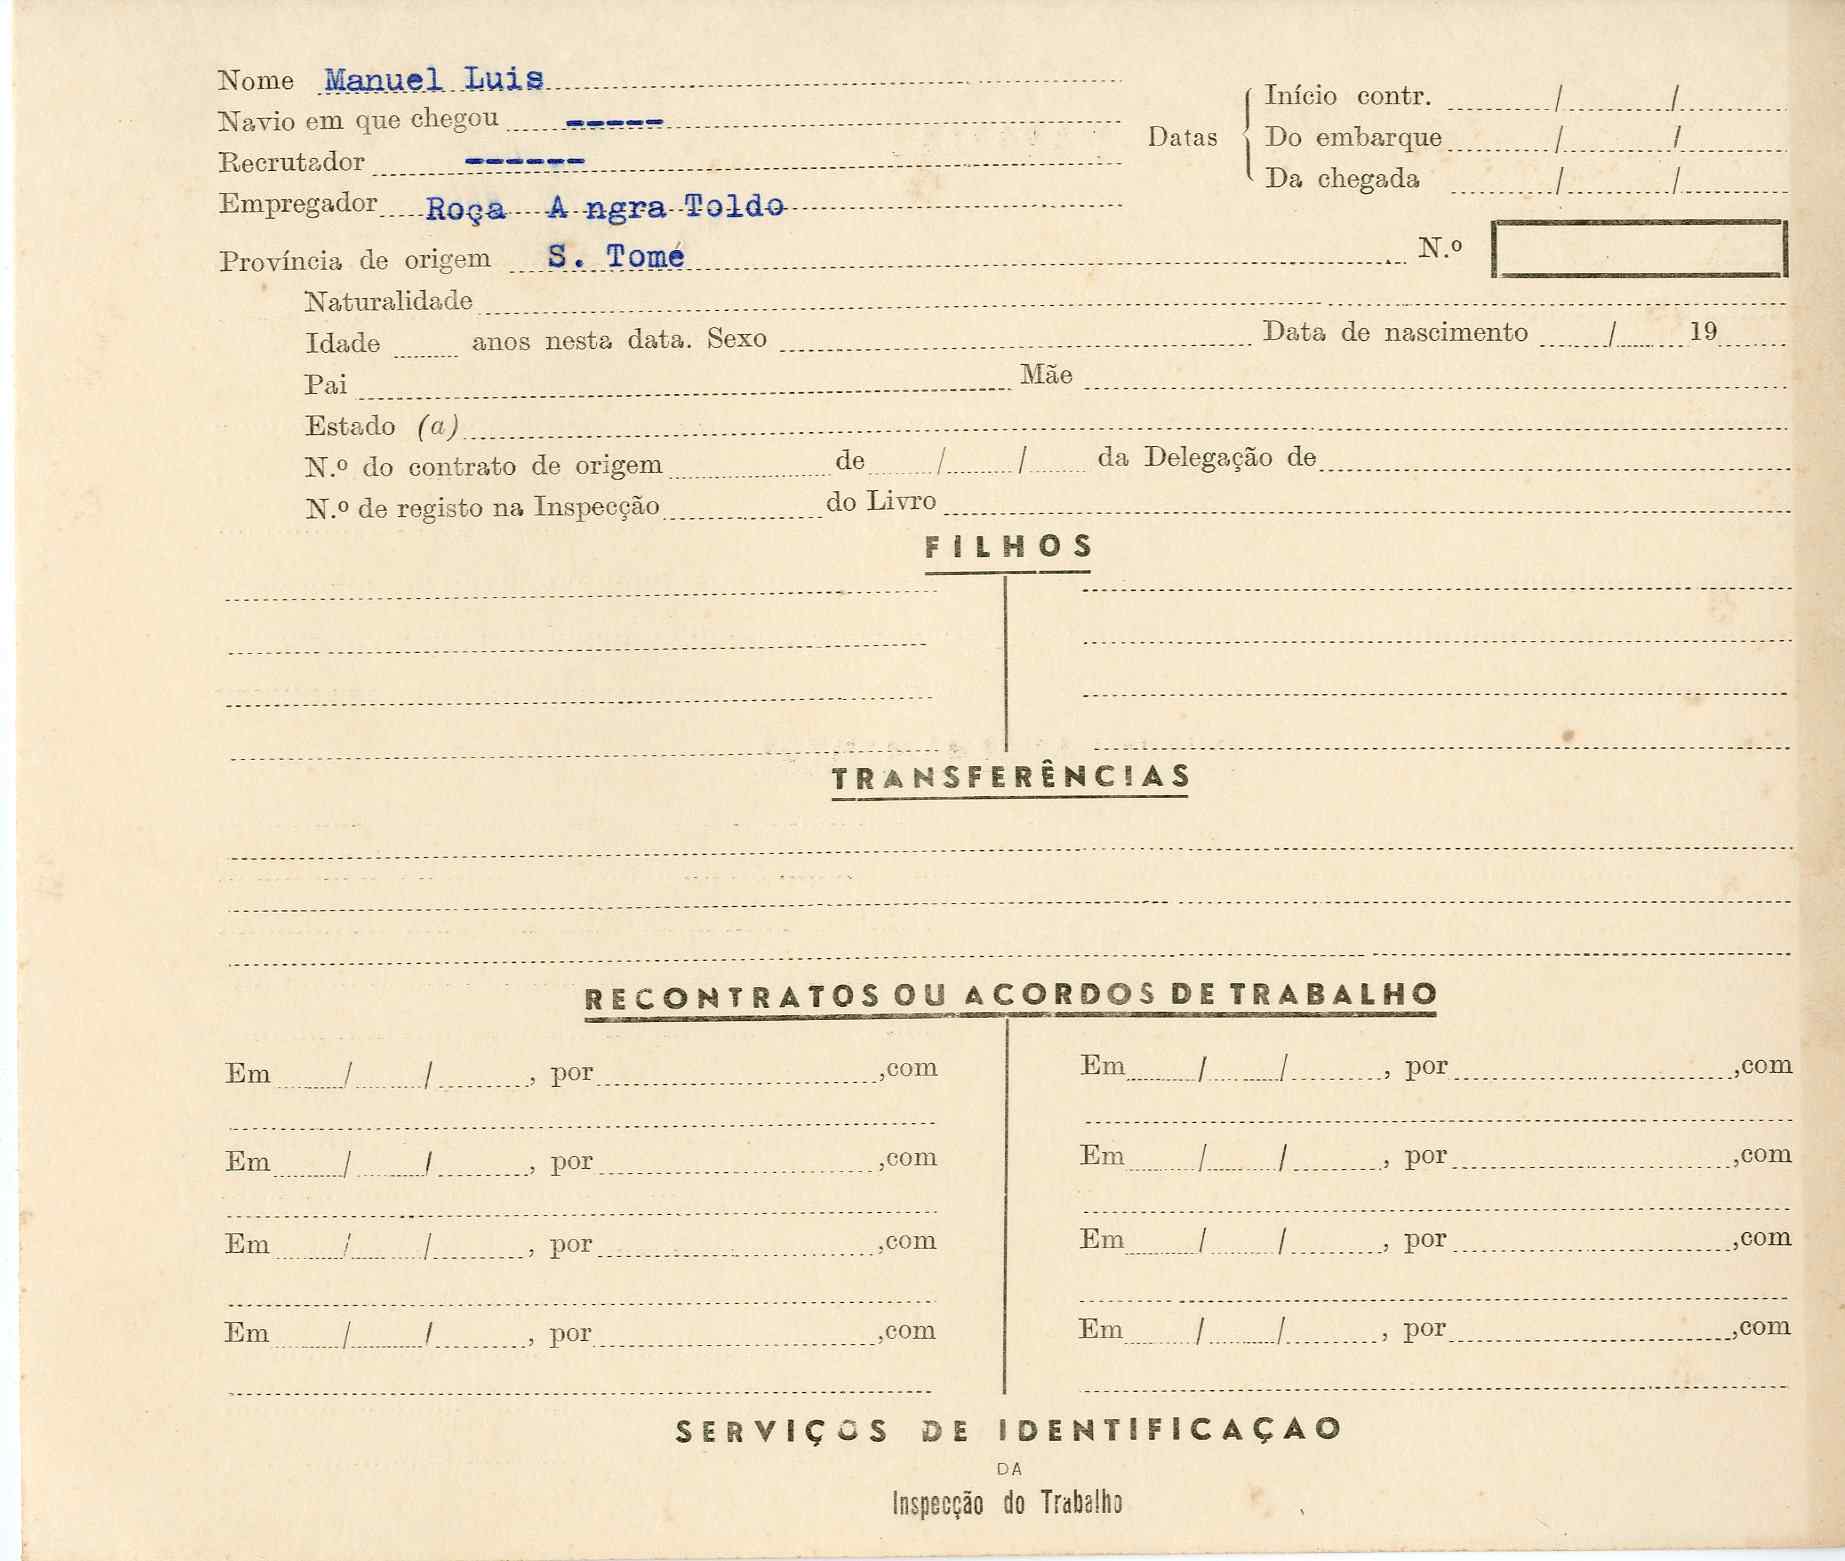 Nome Manuel Luis
Navio em que chegou -----
Recrutador ------
Empregador Roça A ngra Toldo
Datas
Início contr. / /
Do embarque / /
Da chegada / /
Província de origem S. Tomé N.º
Naturalidade
Idade anos nesta data. Sexo Data de nascimento / 19
Pai Mãe
Estado (a)
N.º do contrato de origem de / / da Delegação de
N.º de registo na Inspecção do Livro
FILHOS
TRANSFERÊNCIAS
RECONTRATOS OU ACORDOS DE TRABALHO
Em / / , por ,com
Em / / , por ,com
Em / / , por ,com
Em / / , por ,com
Em / / , por ,com
Em / / , por ,com
Em / / , por ,com
Em / / , por ,com
SERVIÇOS DE IDENTIFICAÇAO
DA
Inspecção do Trabalho